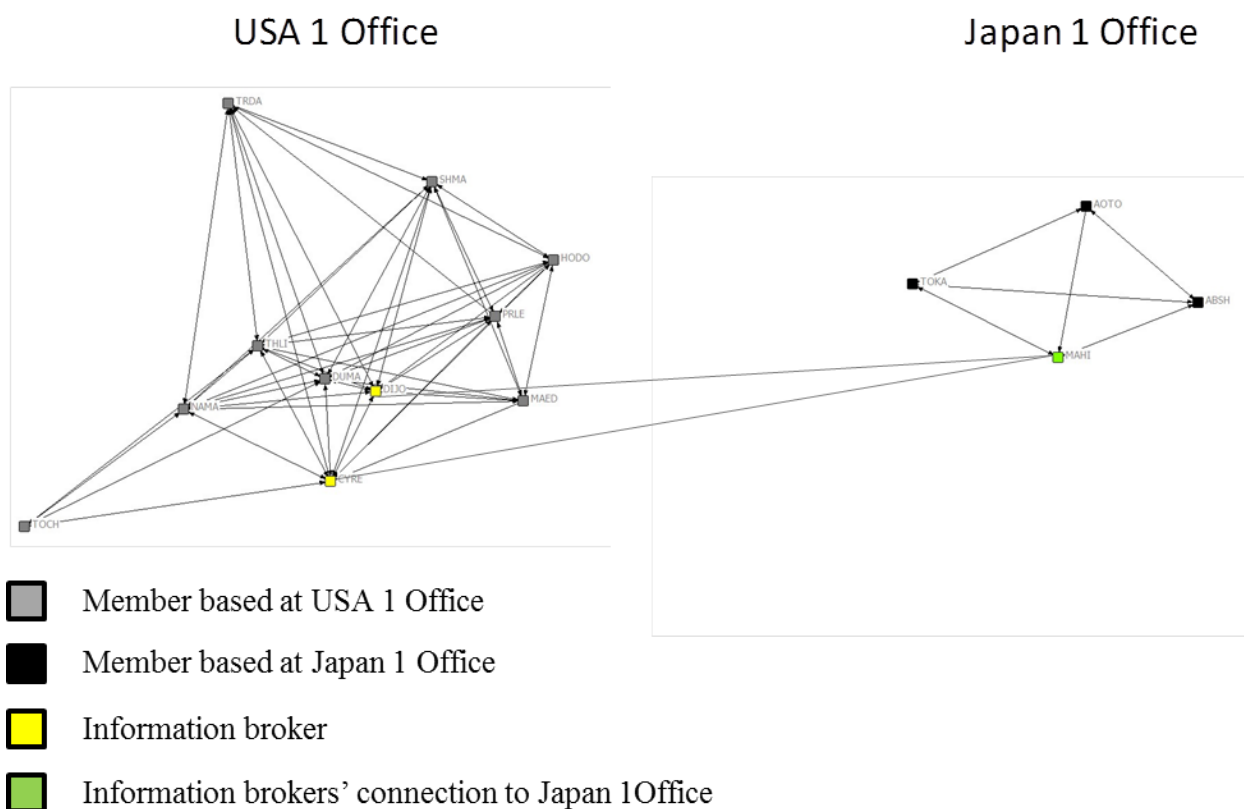 USA 1 Office
Japan 1 Office
TRDA
SHMA
HODO
PRLE
THLI
DUMA
DIJO
MAED
NAMA
CYRE
TOCH
AOTO
TOKA
ABSH
MAHI
Member based at USA 1 Office
Member based at Japan 1 Office
Information broker
Information brokers’ connection to Japan 1Office